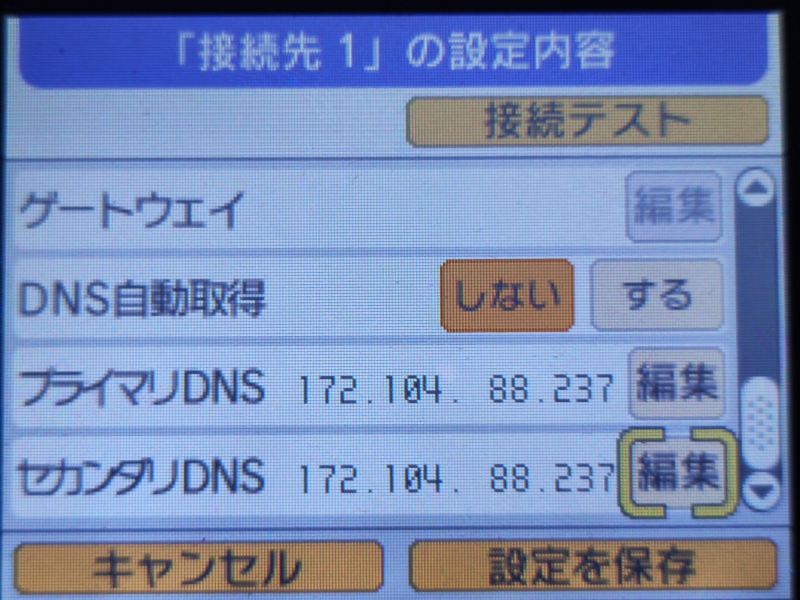 「接続先 1」の設定内容
接続テスト
ゲートウェイ 編集
DNS自動取得 しない する
プライマリDNS 172.104. 88.237 編集
セカンダリDNS 172.104. 88.237 編集
キャンセル 設定を保存